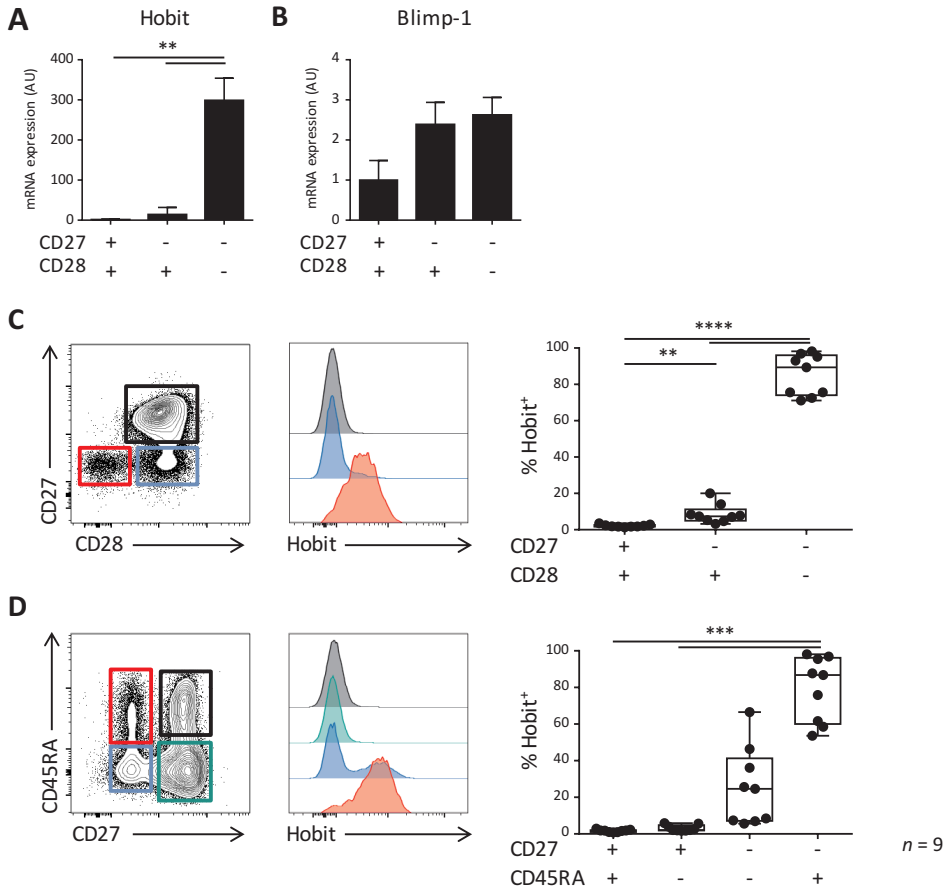 A
Hobit
**
mRNA expression (AU)
400
300
200
100
0
CD27 + - -
CD28 + + -
B
Blimp-1
mRNA expression (AU)
4
3
2
1
0
CD27 + - -
CD28 + + -
C
CD27
CD28
Hobit
****
**
% Hobit+
100
80
60
40
20
0
CD27 + - -
CD28 + + -
D
CD45RA
CD27
Hobit
***
% Hobit+
100
80
60
40
20
0
CD27 + + - -
CD45RA + - - +
n = 9